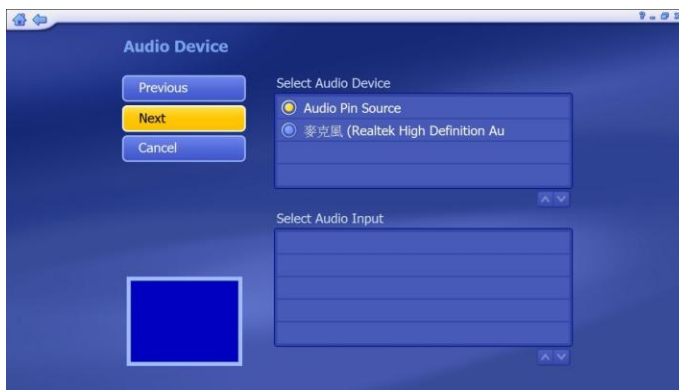 Audio Device
Previous
Next
Cancel
Select Audio Device
Audio Pin Source
麥克風 (Realtek High Definition Au
Select Audio Input